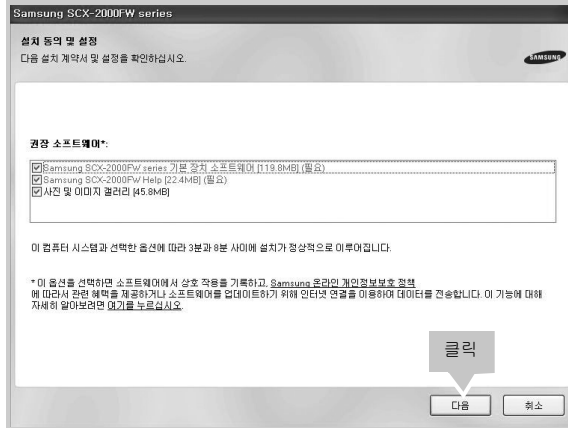 Samsung SCX-2000FW series
설치 동의 및 설정
다음 설치 계약서 및 설정을 확인하십시오.
SAMSUNG
권장 소프트웨어*:
Samsung SCX-2000FW series 기본 장치 소프트웨어 [119.8MB] (필요)
Samsung SCX-2000FW Help [22.4MB] (필요)
사진 및 이미지 갤러리 [45.8MB]
이 컴퓨터 시스템과 선택한 옵션에 따라 3분과 8분 사이에 설치가 정상적으로 이루어집니다.
* 이 옵션을 선택하면 소프트웨어에서 상호 작용을 기록하고, Samsung 온라인 개인정보보호 정책
에 따라서 관련 혜택을 제공하거나 소프트웨어를 업데이트하기 위해 인터넷 연결을 이용하여 데이터를 전송합니다. 이 기능에 대해
자세히 알아보려면 여기를 누르십시오.
클릭
다음
취소